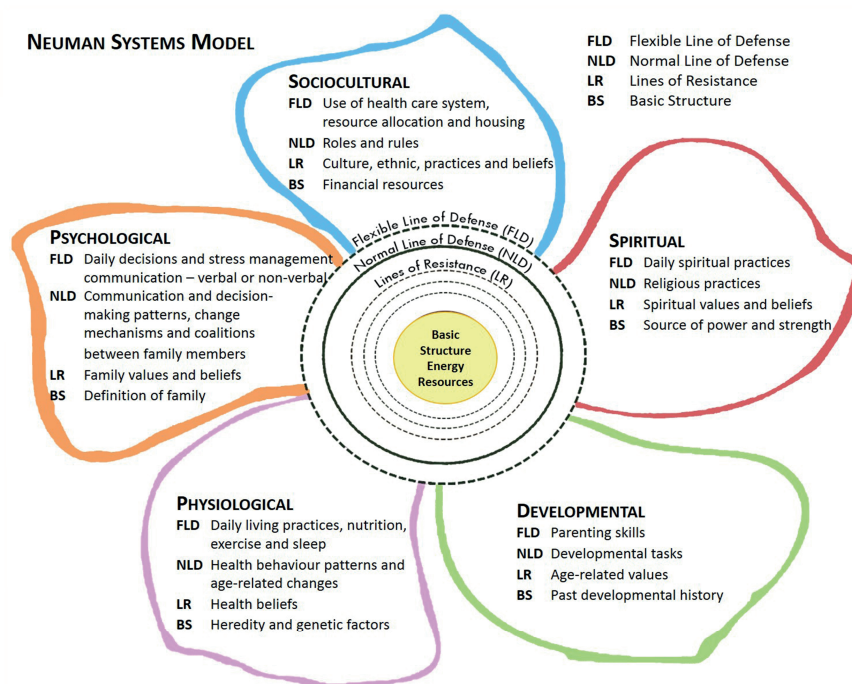 NEUMAN SYSTEMS MODEL
FLD Flexible Line of Defense
NLD Normal Line of Defense
LR Lines of Resistance
BS Basic Structure
SOCIOCULTURAL
FLD Use of health care system,
resource allocation and housing
NLD Roles and rules
LR Culture, ethnic, practices and beliefs
BS Financial resources
PSYCHOLOGICAL
FLD Daily decisions and stress management
communication – verbal or non-verbal
NLD Communication and decision-
making patterns, change
mechanisms and coalitions
between family members
LR Family values and beliefs
BS Definition of family
SPIRITUAL
FLD Daily spiritual practices
NLD Religious practices
LR Spiritual values and beliefs
BS Source of power and strength
Flexible Line of Defense (FLD)
Normal Line of Defense (NLD)
Lines of Resistance (LR)
Basic
Structure
Energy
Resources
PHYSIOLOGICAL
FLD Daily living practices, nutrition,
exercise and sleep
NLD Health behaviour patterns and
age-related changes
LR Health beliefs
BS Heredity and genetic factors
DEVELOPMENTAL
FLD Parenting skills
NLD Developmental tasks
LR Age-related values
BS Past developmental history